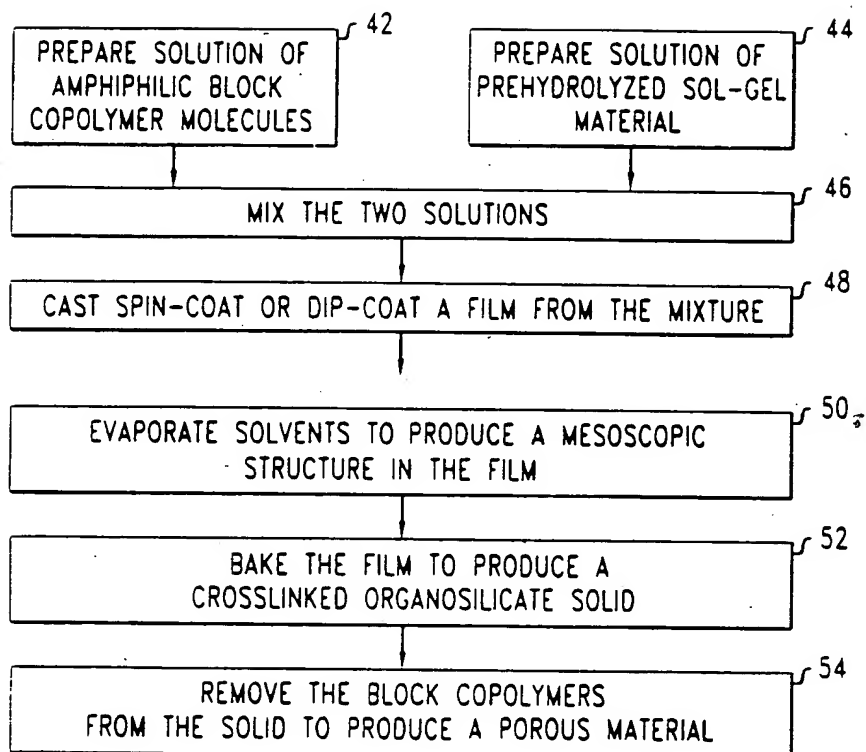 42
PREPARE SOLUTION OF
AMPHIPHILIC BLOCK
COPOLYMER MOLECULES
44
PREPARE SOLUTION OF
PREHYDROLYZED SOL-GEL
MATERIAL
46
MIX THE TWO SOLUTIONS
48
CAST SPIN-COAT OR DIP-COAT A FILM FROM THE MIXTURE
50
EVAPORATE SOLVENTS TO PRODUCE A MESOSCOPIC
STRUCTURE IN THE FILM
52
BAKE THE FILM TO PRODUCE A
CROSSLINKED ORGANOSILICATE SOLID
54
REMOVE THE BLOCK COPOLYMERS
FROM THE SOLID TO PRODUCE A POROUS MATERIAL